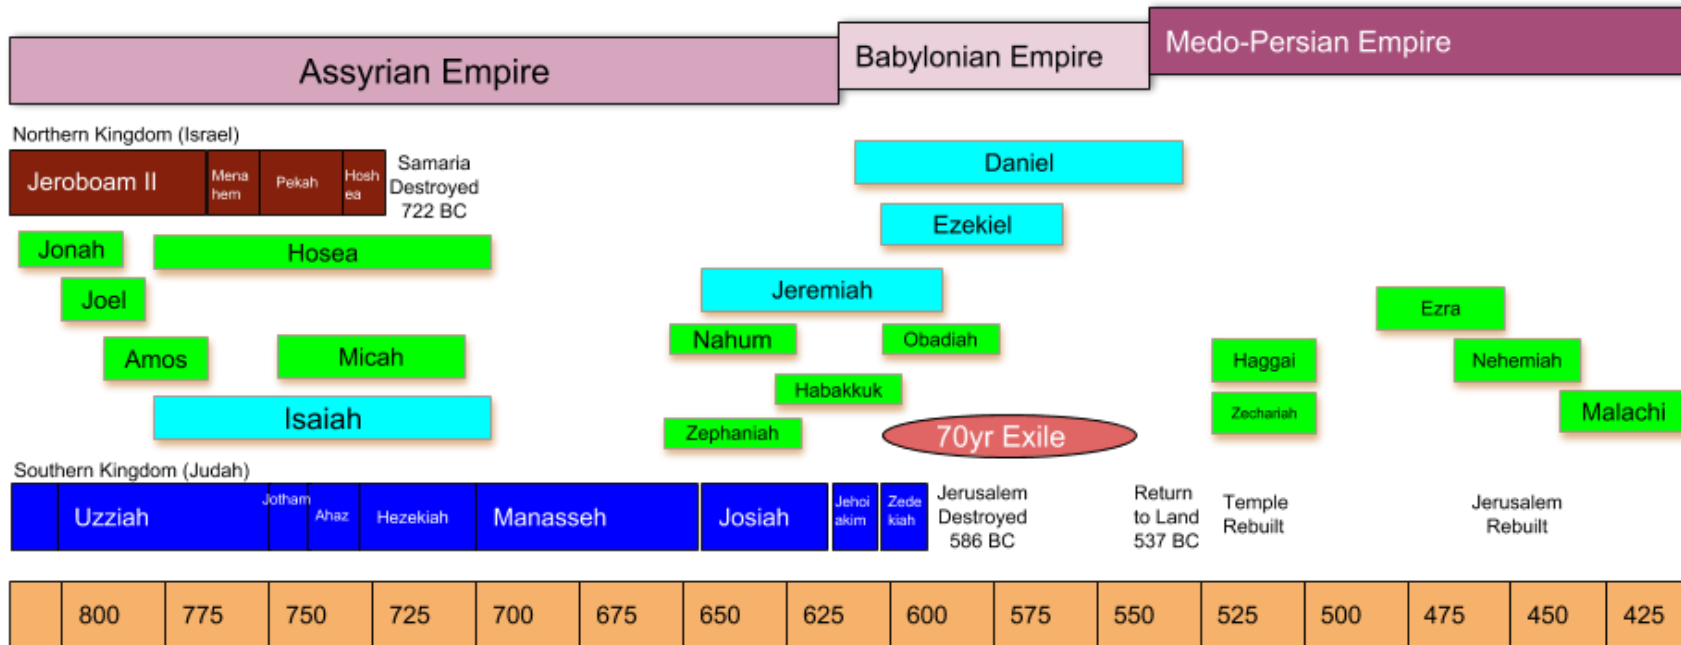 Assyrian Empire
Babylonian Empire
Medo-Persian Empire
Northern Kingdom (Israel)
Jeroboam II
Mena
hem
Pekah
Hosh
ea
Samaria
Destroyed
722 BC
Daniel
Ezekiel
Jonah
Hosea
Joel
Jeremiah
Ezra
Amos
Micah
Nahum
Obadiah
Haggai
Nehemiah
Habakkuk
Isaiah
Zechariah
Malachi
Zephaniah
70yr Exile
Southern Kingdom (Judah)
Uzziah
Jotham
Ahaz
Hezekiah
Manasseh
Josiah
Jehoi
akim
Zede
kiah
Jerusalem
Destroyed
586 BC
Return
to Land
537 BC
Temple
Rebuilt
Jerusalem
Rebuilt
800 775 750 725 700 675 650 625 600 575 550 525 500 475 450 425